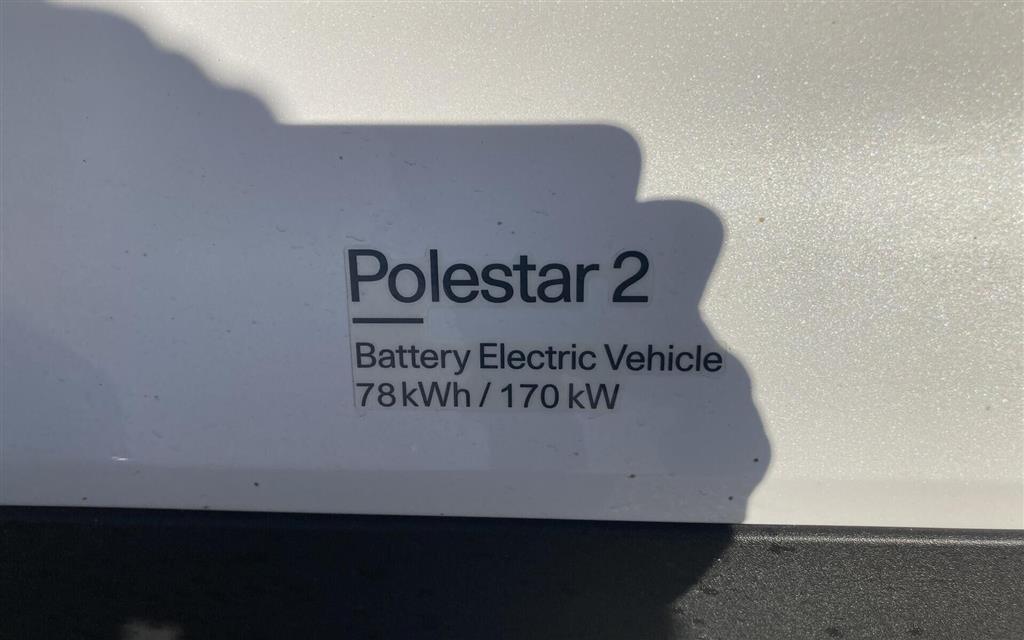 Polestar 2
Battery Electric Vehicle
78 kWh / 170 kW